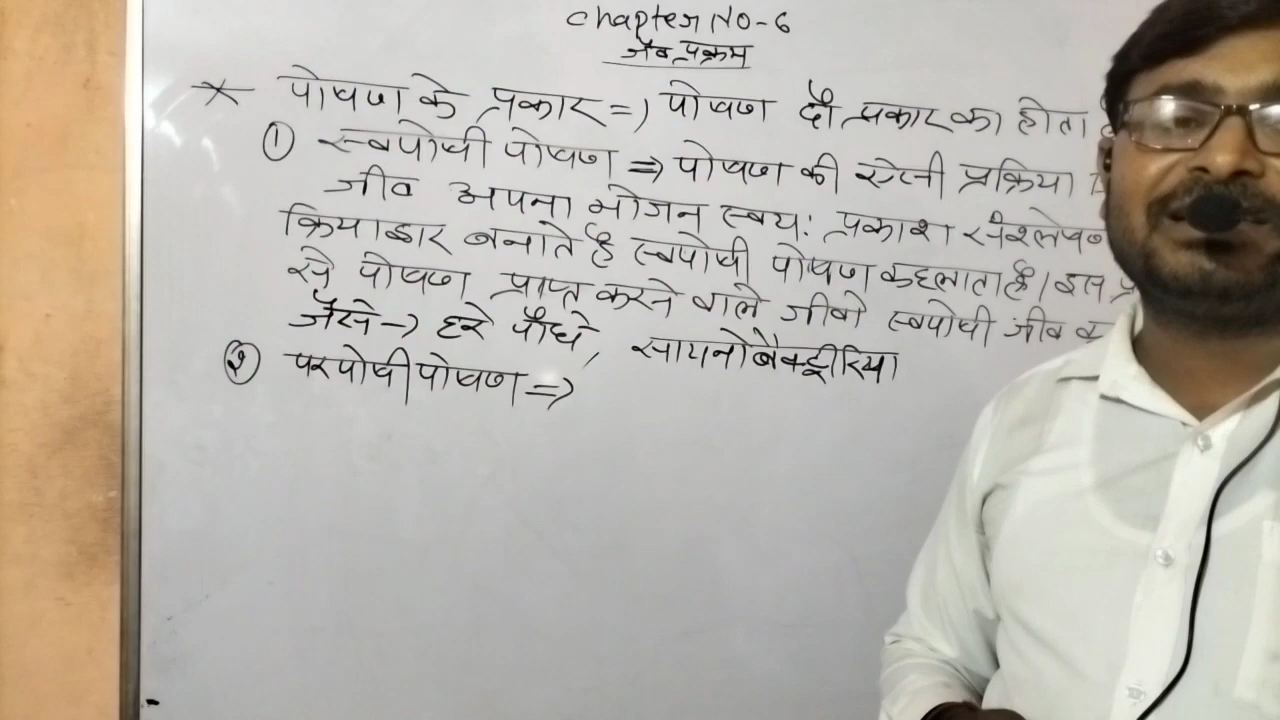 Chapter No-6
जैव प्रक्रम
* पोषण के प्रकार => पोषण दो प्रकार का होता
① स्वपोषी पोषण => पोषण की ऐसी प्रक्रिया
जीव अपना भोजन स्वय: प्रकाश संश्लेषण
क्रिया द्वारा बनाते है स्वपोषी पोषण कहलाता है। इस
से पोषण प्राप्त करने वाले जीवो स्वपोषी जीव
जैसे -> हरे पौधे, सायनोबैक्ट्रीरिया
② परपोषी पोषण =>